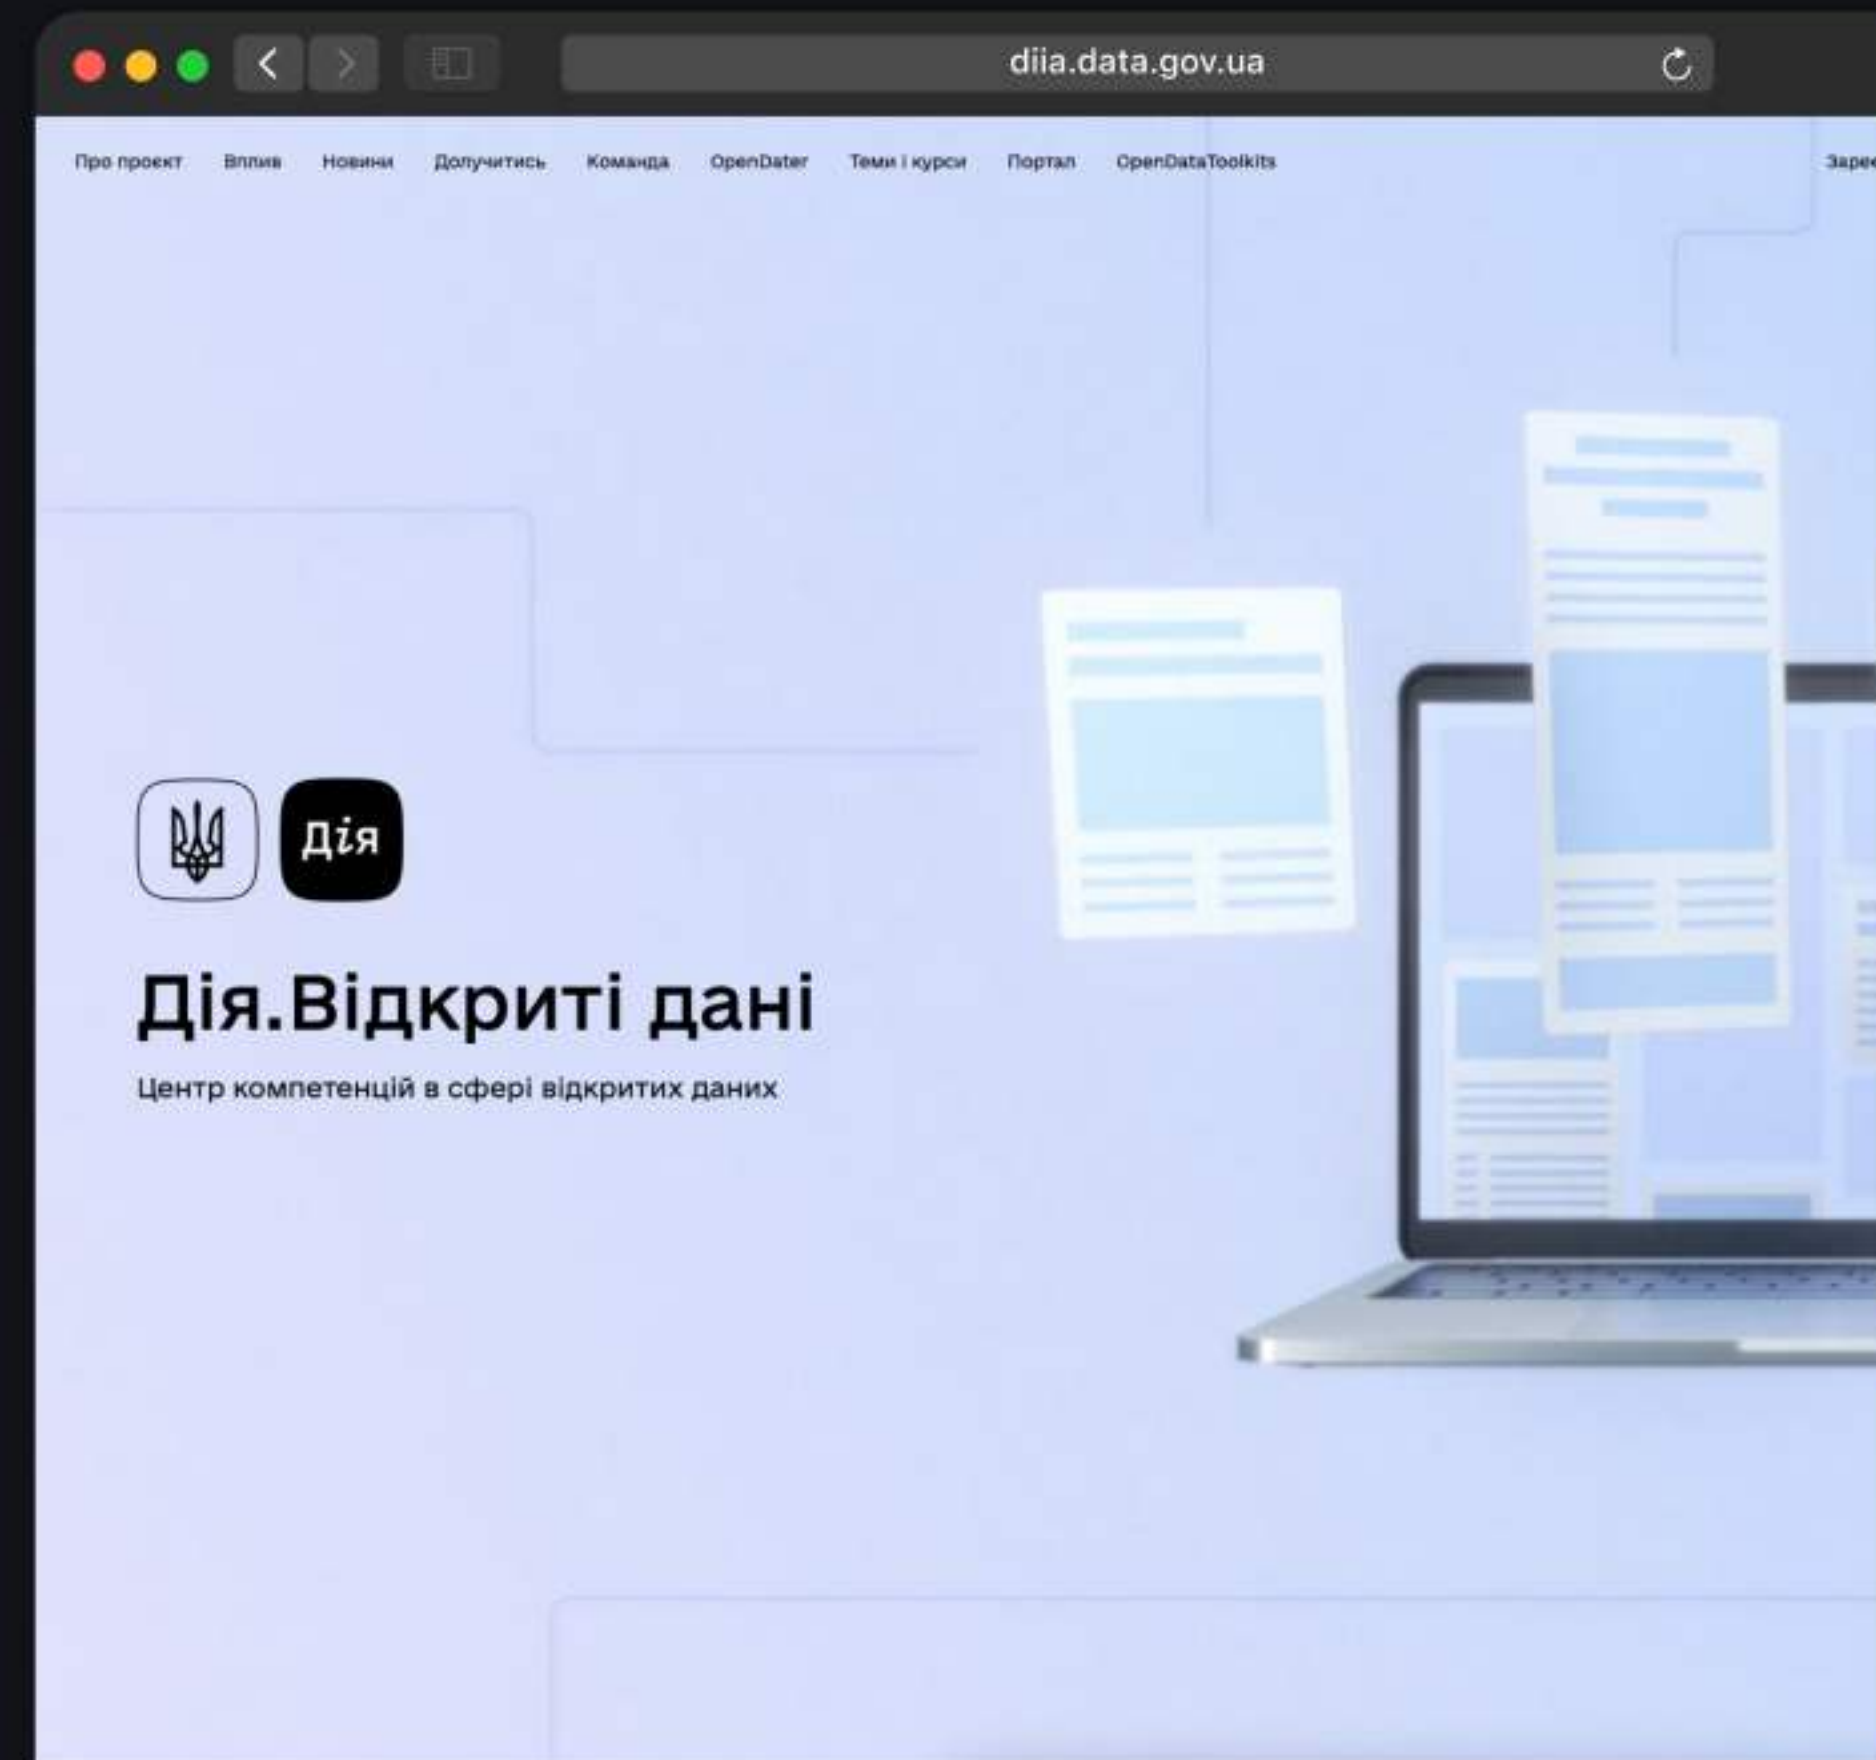 diia.data.gov.ua
Про проєкт Вплив Новини Долучитись Команда OpenDater Теми і курси Портал OpenDataToolkits
Дія
Дія.Відкриті дані
Центр компетенцій в сфері відкритих даних